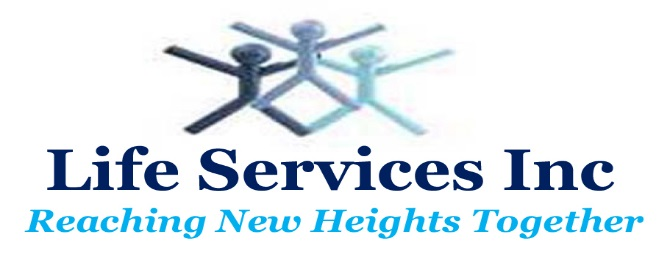 Life Services Inc
Reaching New Heights Together